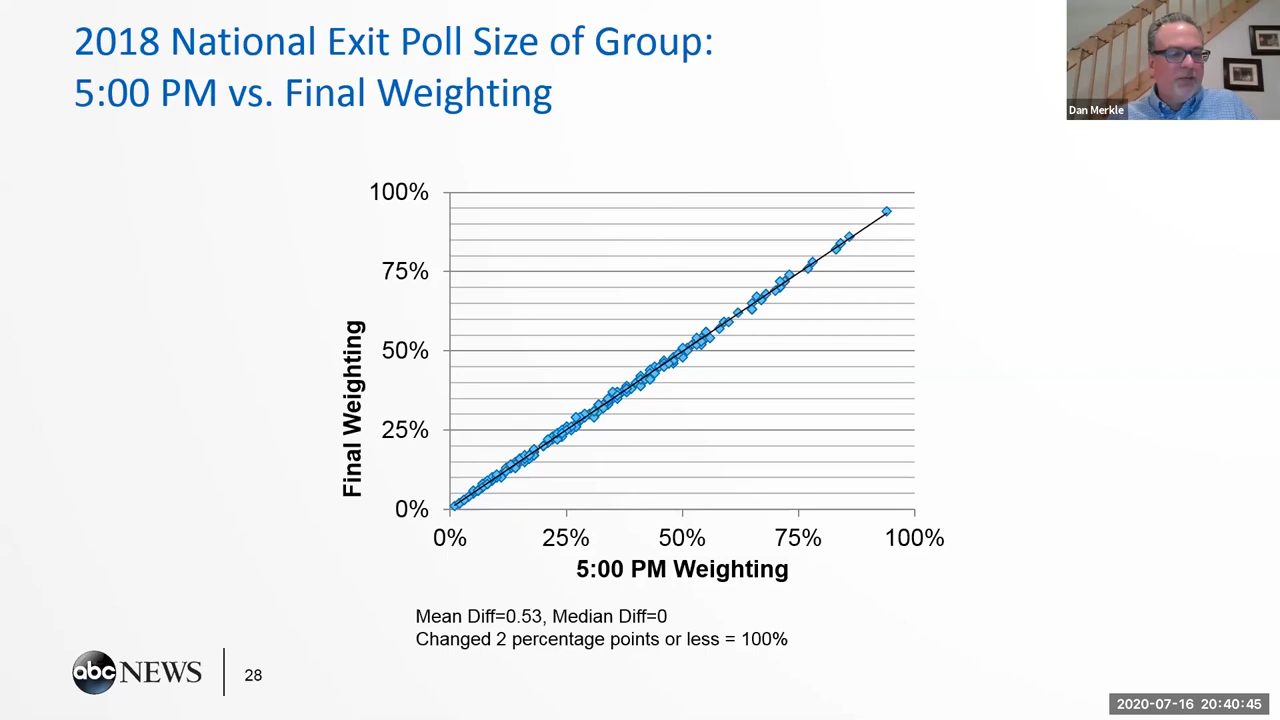 2018 National Exit Poll Size of Group:
5:00 PM vs. Final Weighting
Dan Merkle
100%
75%
50%
25%
0%
Final Weighting
0% 25% 50% 75% 100%
5:00 PM Weighting
Mean Diff=0.53, Median Diff=0
Changed 2 percentage points or less = 100%
abc NEWS 28
2020-07-16 20:40:45